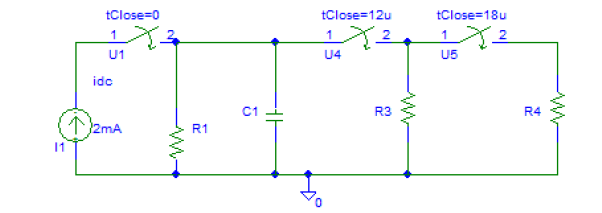 tClose=0 tClose=12u tClose=18u
1 2 1 2 1 2
U1 U4 U5
idc
C1 R3 R4
2mA R1
I1
0